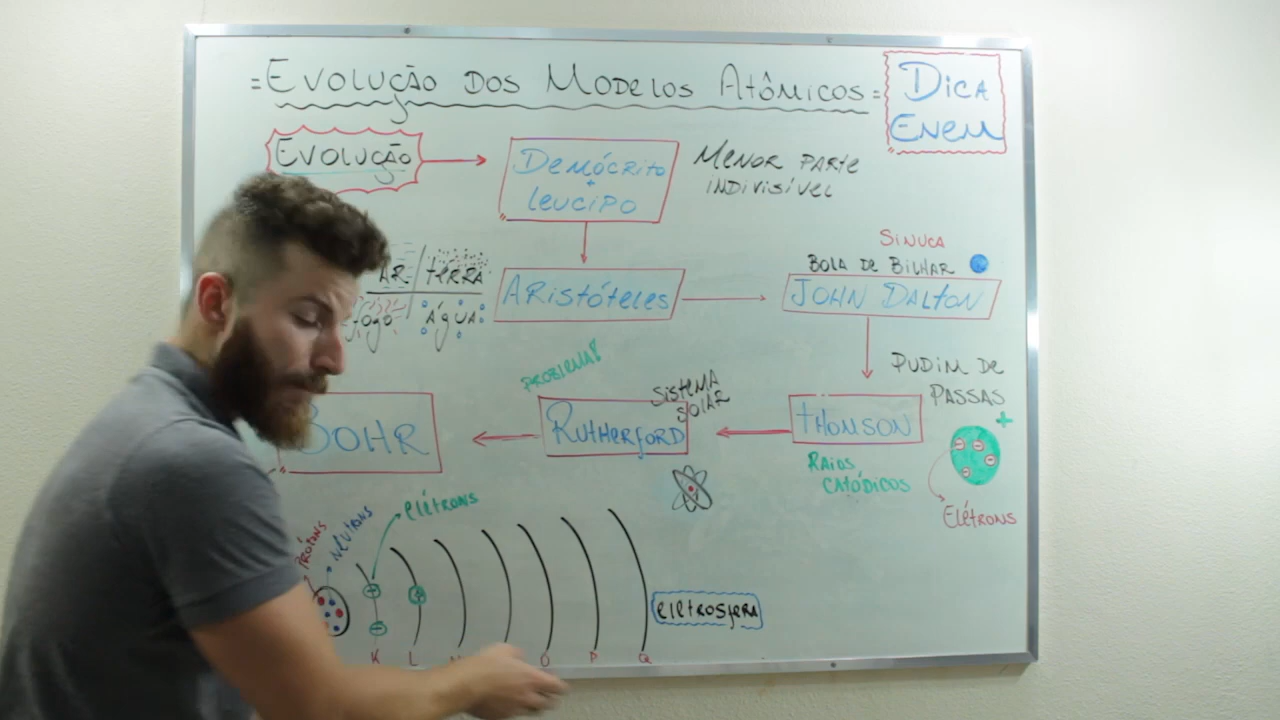 = Evolução dos Modelos Atômicos =
Dica
Enem
Evolução
Demócrito
+
Leucipo
Menor parte
indivisível
AR terra
fogo água
Aristóteles
Sinuca
Bola de Bilhar
John Dalton
Pudim de
Passas
+
Thonson
Raios
Catódicos
Elétrons
Sistema
Solar
Rutherford
Problema!
Bohr
Prótons
Nêutrons
elétrons
eletrosfera
K L O P Q